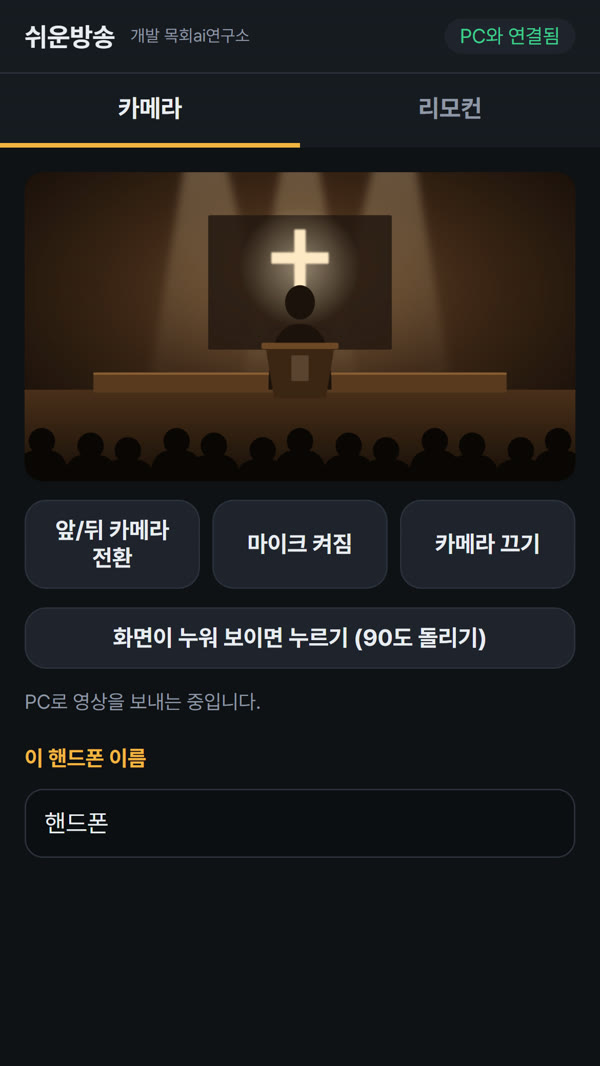 쉬운방송 개발 목회ai연구소 PC와 연결됨
카메라 리모컨
앞/뒤 카메라
전환
마이크 켜짐
카메라 끄기
화면이 누워 보이면 누르기 (90도 돌리기)
PC로 영상을 보내는 중입니다.
이 핸드폰 이름
핸드폰